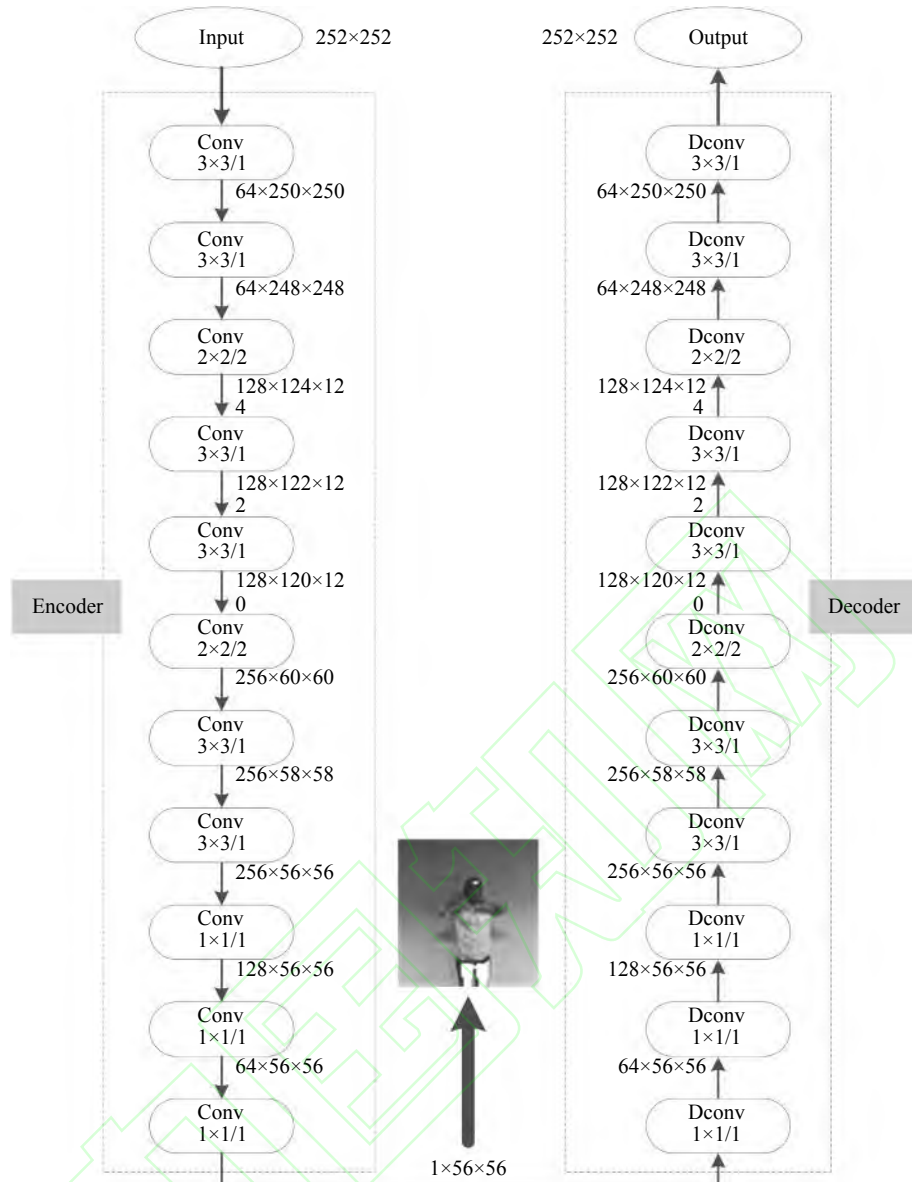 Input
252×252
Conv
3×3/1
64×250×250
Conv
3×3/1
64×248×248
Conv
2×2/2
128×124×12
4
Conv
3×3/1
128×122×12
2
Conv
3×3/1
128×120×12
0
Conv
2×2/2
256×60×60
Conv
3×3/1
256×58×58
Conv
3×3/1
256×56×56
Conv
1×1/1
128×56×56
Conv
1×1/1
64×56×56
Conv
1×1/1
Encoder
1×56×56
252×252
Output
Dconv
3×3/1
64×250×250
Dconv
3×3/1
64×248×248
Dconv
2×2/2
128×124×12
4
Dconv
3×3/1
128×122×12
2
Dconv
3×3/1
128×120×12
0
Dconv
2×2/2
256×60×60
Dconv
3×3/1
256×58×58
Dconv
3×3/1
256×56×56
Dconv
1×1/1
128×56×56
Dconv
1×1/1
64×56×56
Dconv
1×1/1
Decoder